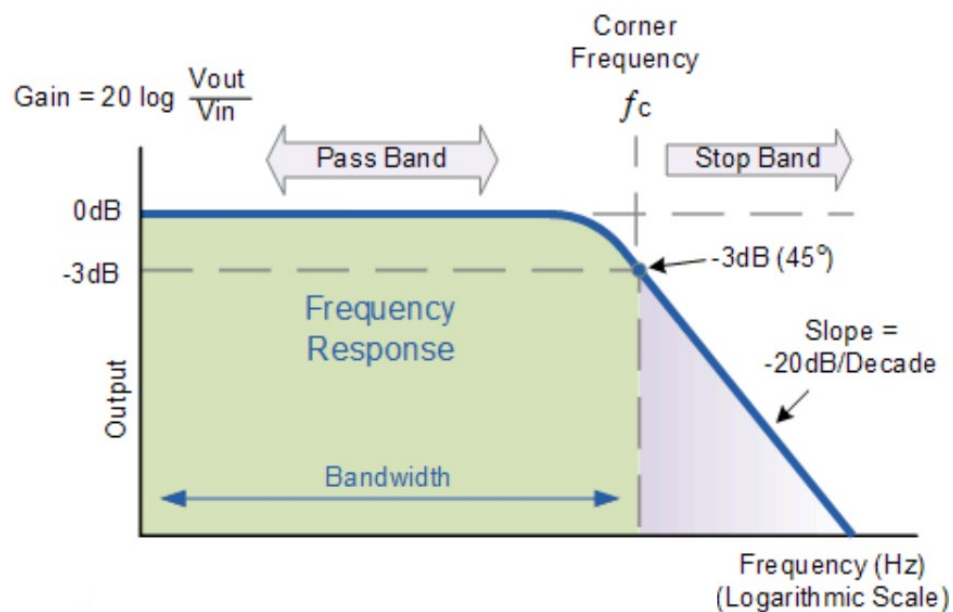 Corner
Frequency
fc
Gain = 20 log Vout
Vin
Pass Band
Stop Band
0dB
-3dB
-3dB (45°)
Frequency
Response
Slope =
-20dB/Decade
Output
Bandwidth
Frequency (Hz)
(Logarithmic Scale)